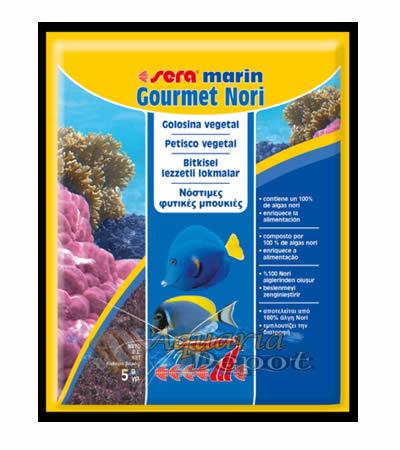 sera marin
Gourmet Nori
Golosina vegetal
Petisco vegetal
Bitkisel
lezzetli lokmalar
Νόστιμες
φυτικές μπουκιές
• contiene un 100%
de algas nori
• enriquece la
alimentación
• composto por
100 % de algas nori
• enriquece a
alimentação
• %100 Nori
alglerinden oluşur
• beslenmeyi
zenginleştirir
• αποτελείται από
100% άλγη Nori
• εμπλουτίζει την
διατροφή
5 g
γρ.
Aquaria
Depot